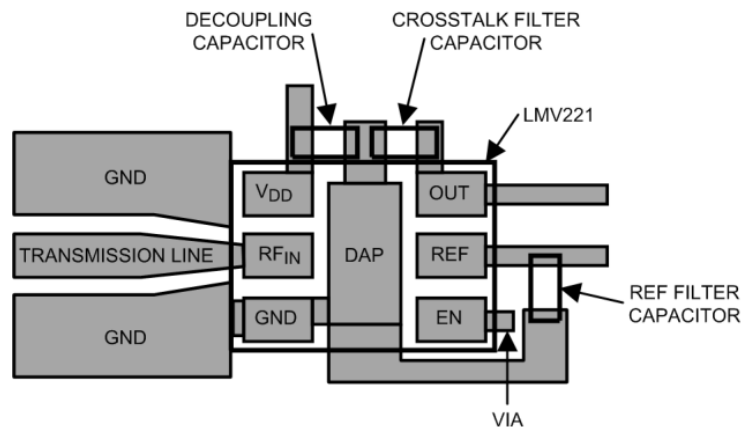 DECOUPLING
CAPACITOR
CROSSTALK FILTER
CAPACITOR
LMV221
GND
VDD
OUT
TRANSMISSION LINE
RFIN
DAP
REF
GND
GND
EN
REF FILTER
CAPACITOR
VIA